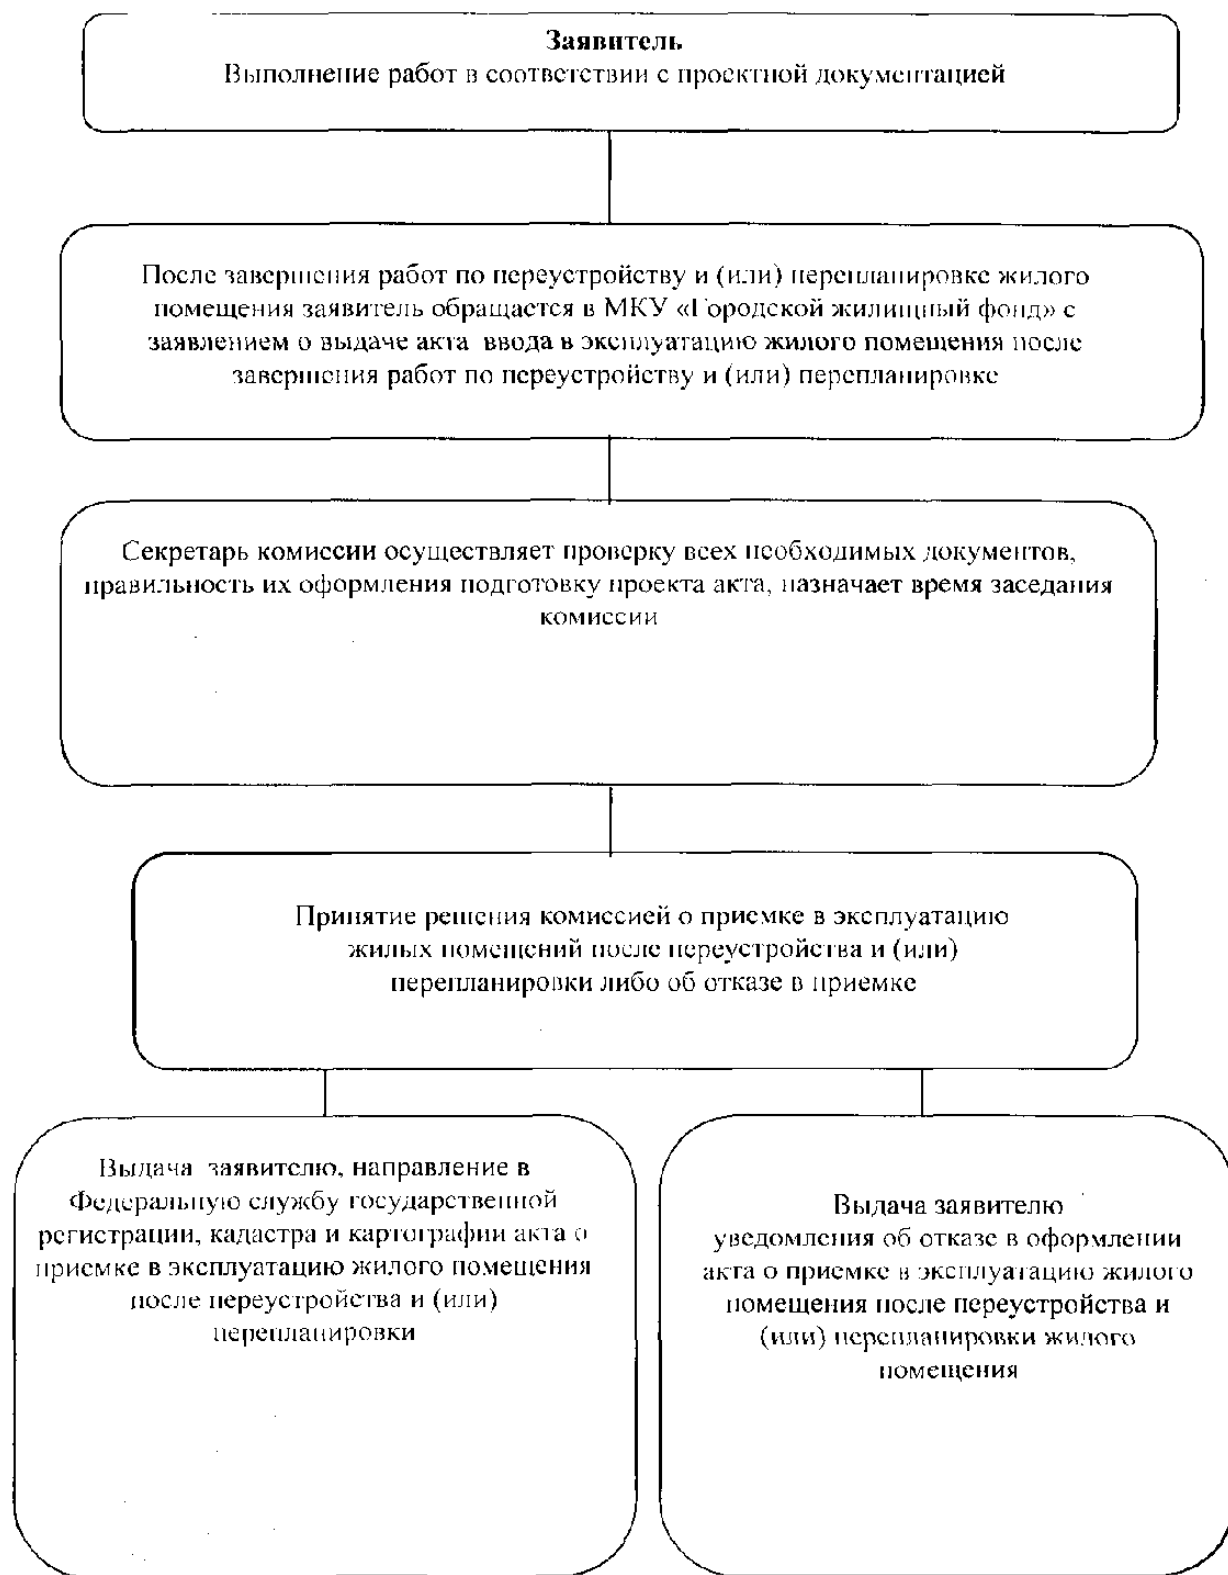 Заявитель
Выполнение работ в соответствии с проектной документацией
После завершения работ по переустройству и (или) перепланировке жилого
помещения заявитель обращается в МКУ «Городской жилищный фонд» с
заявлением о выдаче акта ввода в эксплуатацию жилого помещения после
завершения работ по переустройству и (или) перепланировке
Секретарь комиссии осуществляет проверку всех необходимых документов,
правильность их оформления подготовку проекта акта, назначает время заседания
комиссии
Принятие решения комиссией о приемке в эксплуатацию
жилых помещений после переустройства и (или)
перепланировки либо об отказе в приемке
Выдача заявителю, направление в
Федеральную службу государственной
регистрации, кадастра и картографии акта о
приемке в эксплуатацию жилого помещения
после переустройства и (или)
перепланировки
Выдача заявителю
уведомления об отказе в оформлении
акта о приемке в эксплуатацию жилого
помещения после переустройства и
(или) перепланировки жилого
помещения